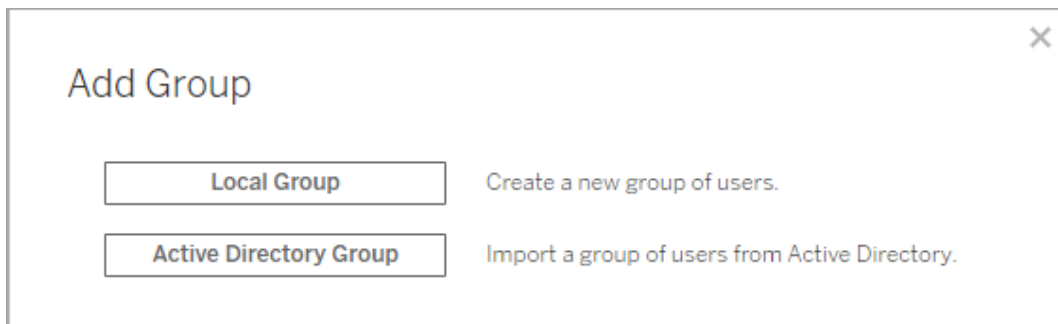 Add Group
Local Group Create a new group of users.
Active Directory Group Import a group of users from Active Directory.